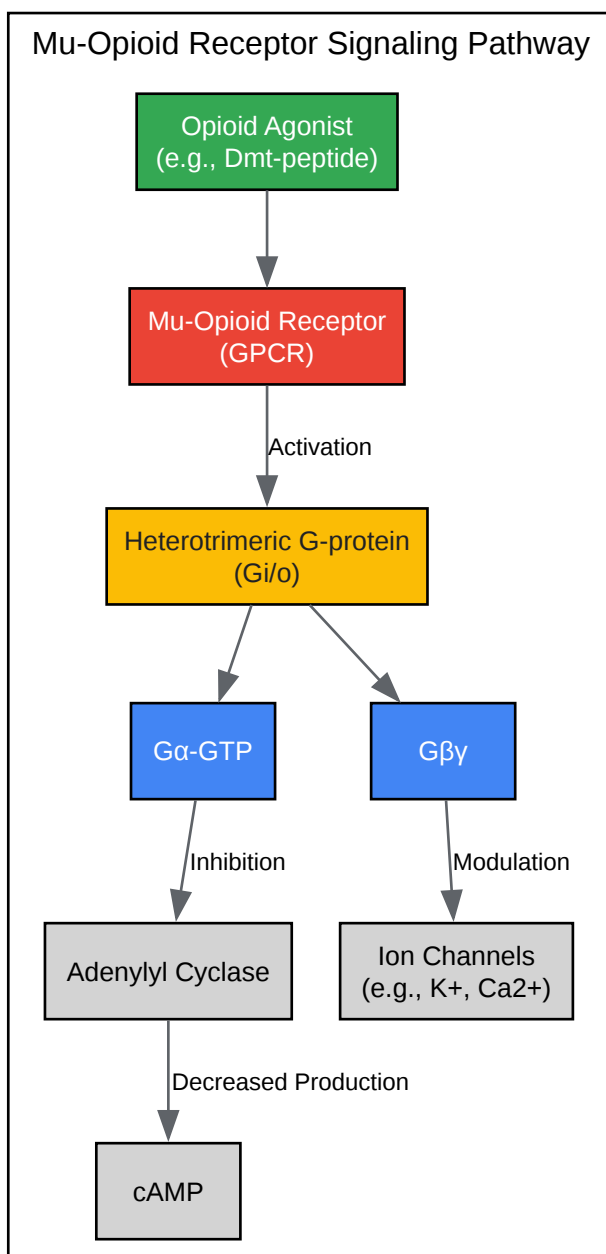 Mu-Opioid Receptor Signaling Pathway
Opioid Agonist
(e.g., Dmt-peptide)
Mu-Opioid Receptor
(GPCR)
Activation
Heterotrimeric G-protein
(Gi/o)
Gα-GTP
Gβγ
Inhibition
Modulation
Adenylyl Cyclase
Ion Channels
(e.g., K+, Ca2+)
Decreased Production
cAMP